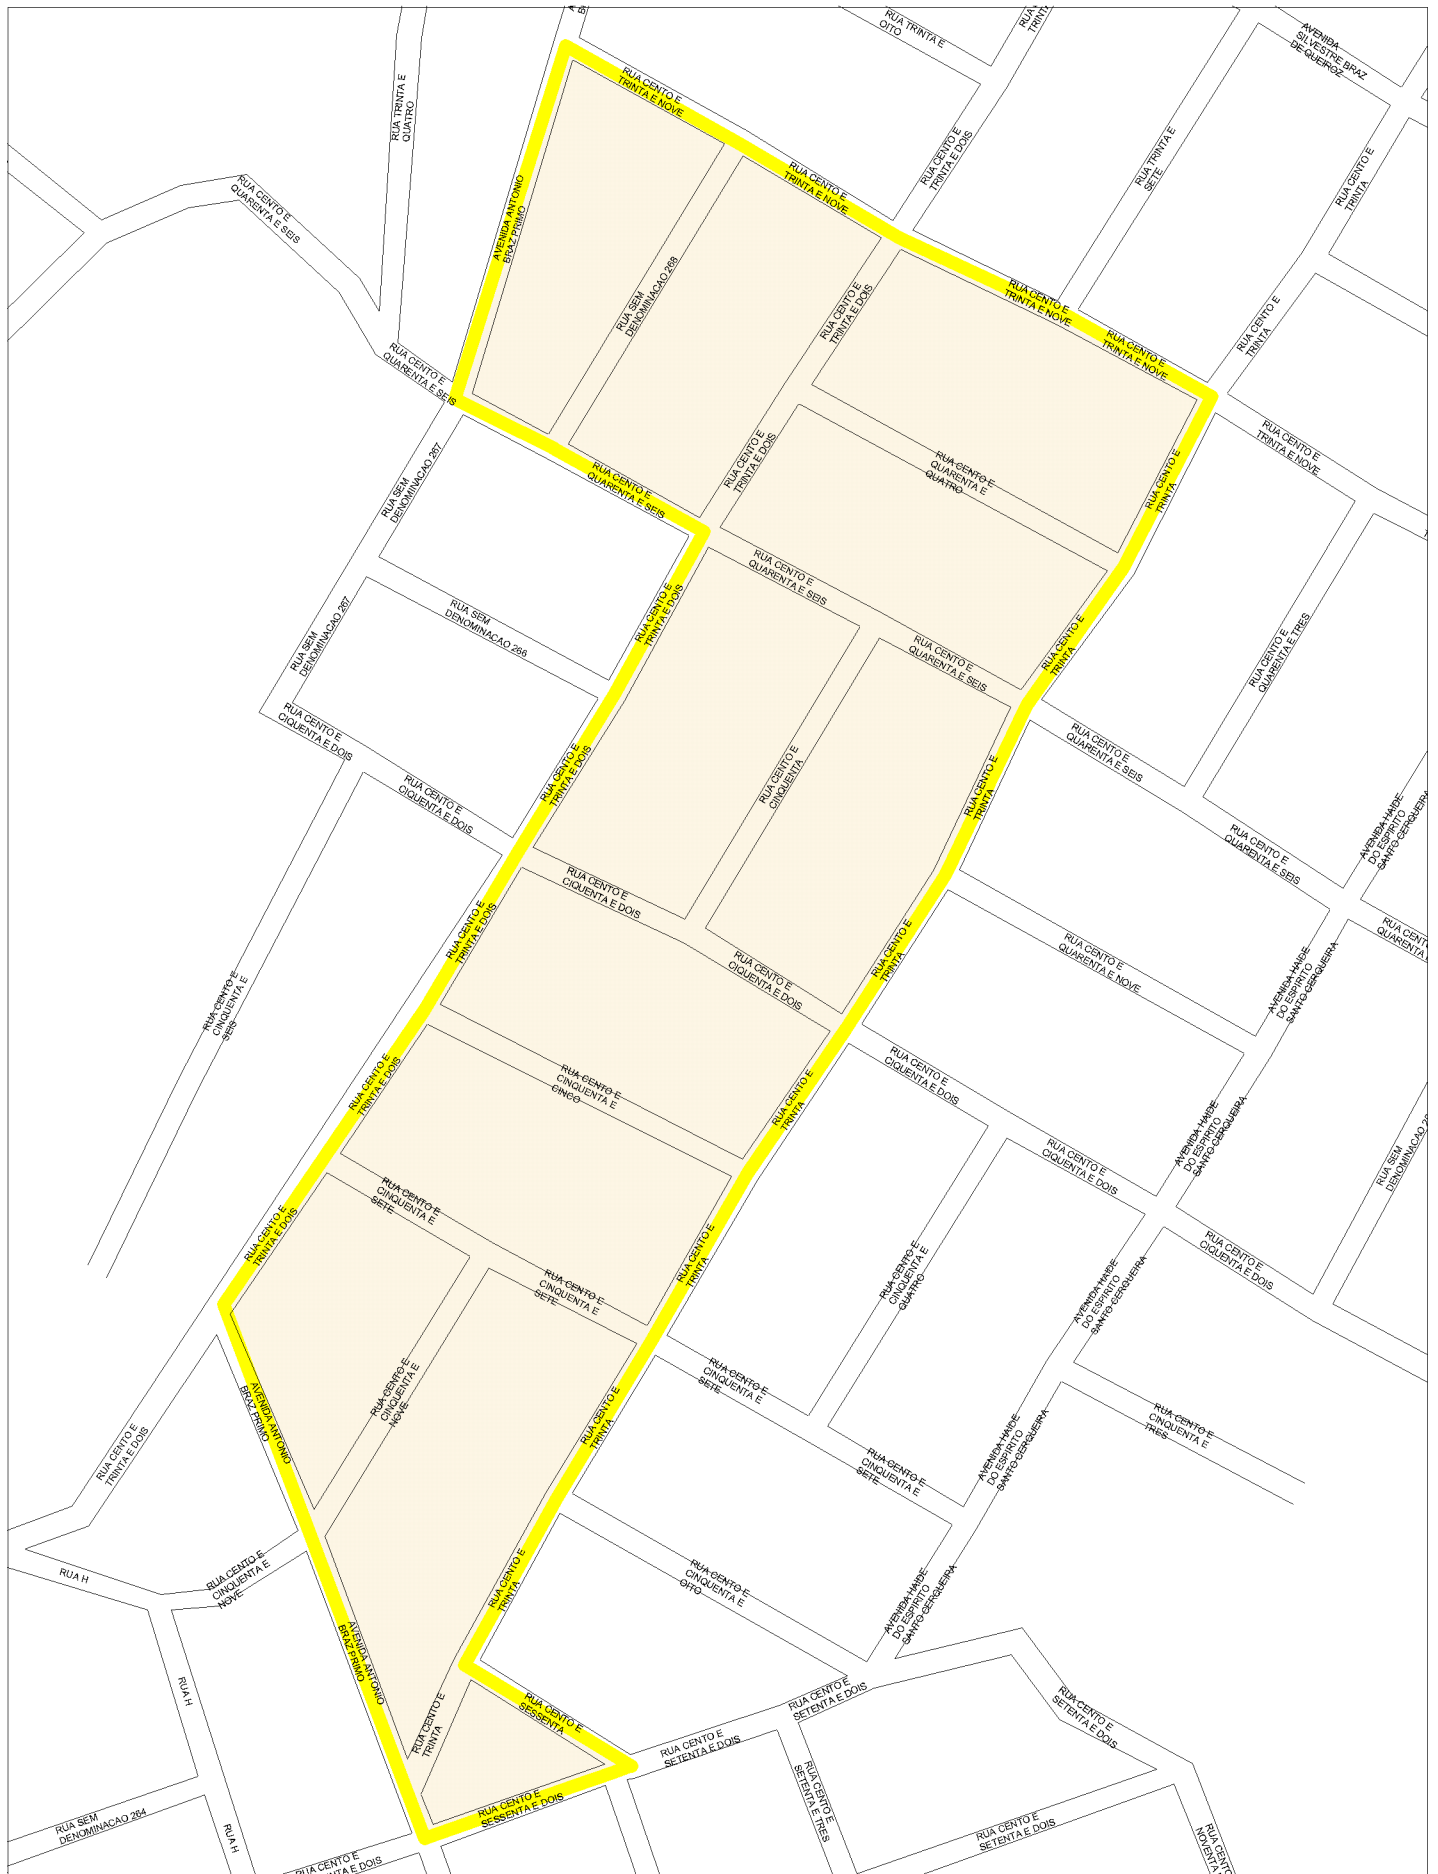 RUA TRINTA E
OITO
AVENIDA
SILVESTRE BRAZ
DE QUEIROZ
RUA TRINTA E
QUATRO
RUA CENTO E
TRINTA E NOVE
RUA CENTO E
TRINTA E DOIS
RUA TRINTA E
SETE
RUA CENTO E
TRINTA
RUA CENTO E
QUARENTA E SEIS
RUA CENTO E
TRINTA E NOVE
AVENIDA ANTONIO
BRAZ PRIMO
RUA SEM
DENOMINACAO 268
RUA CENTO E
TRINTA E DOIS
RUA CENTO E
TRINTA E NOVE
RUA CENTO E
TRINTA
RUA CENTO E
TRINTA E NOVE
RUA CENTO E
QUARENTA E SEIS
RUA SEM
DENOMINACAO 267
RUA CENTO E
QUARENTA E SEIS
RUA CENTO E
TRINTA E DOIS
RUA CENTO E
QUARENTA E
QUATRO
RUA CENTO E
TRINTA
RUA CENTO E
TRINTA E NOVE
RUA SEM
DENOMINACAO 267
RUA SEM
DENOMINACAO 266
RUA CENTO E
TRINTA E DOIS
RUA CENTO E
QUARENTA E SEIS
RUA CENTO E
QUARENTA E SEIS
RUA CENTO E
TRINTA
RUA CENTO E
QUARENTA E TRES
RUA CENTO E
CIQUENTA E DOIS
RUA CENTO E
CIQUENTA E DOIS
RUA CENTO E
TRINTA E DOIS
RUA CENTO E
CINQUENTA
RUA CENTO E
TRINTA
RUA CENTO E
QUARENTA E SEIS
RUA CENTO E
QUARENTA E SEIS
AVENIDA HAIDE
DO ESPIRITO
SANTO CERQUEIRA
RUA CENTO E
CINQUENTA E
SEIS
RUA CENTO E
TRINTA E DOIS
RUA CENTO E
CIQUENTA E DOIS
RUA CENTO E
CIQUENTA E DOIS
RUA CENTO E
TRINTA
RUA CENTO E
QUARENTA E NOVE
AVENIDA HAIDE
DO ESPIRITO
SANTO CERQUEIRA
RUA CENTO E
TRINTA E DOIS
RUA CENTO E
CINQUENTA E
CINCO
RUA CENTO E
TRINTA
RUA CENTO E
CIQUENTA E DOIS
RUA CENTO E
CIQUENTA E DOIS
AVENIDA HAIDE
DO ESPIRITO
SANTO CERQUEIRA
RUA SEM
RUA CENTO E
TRINTA E DOIS
RUA CENTO E
CINQUENTA E
SETE
RUA CENTO E
CINQUENTA E
SETE
RUA CENTO E
TRINTA
RUA CENTO E
CINQUENTA E
QUATRO
AVENIDA HAIDE
DO ESPIRITO
SANTO CERQUEIRA
RUA CENTO E
CIQUENTA E DOIS
AVENIDA ANTONIO
BRAZ PRIMO
RUA CENTO E
CINQUENTA E
NOVE
RUA CENTO E
TRINTA
RUA CENTO E
CINQUENTA E
SETE
RUA CENTO E
CINQUENTA E
SETE
AVENIDA HAIDE
DO ESPIRITO
SANTO CERQUEIRA
RUA CENTO E
CINQUENTA E
TRES
RUA CENTO E
TRINTA E DOIS
RUA H
RUA CENTO E
CINQUENTA E
NOVE
RUA CENTO E
TRINTA
RUA CENTO E
CINQUENTA E
OITO
AVENIDA HAIDE
DO ESPIRITO
SANTO CERQUEIRA
RUA H
AVENIDA ANTONIO
BRAZ PRIMO
RUA CENTO E
TRINTA
RUA CENTO E
SESSENTA
RUA CENTO E
SETENTA E DOIS
RUA CENTO E
SETENTA E DOIS
RUA CENTO E
SETENTA E DOIS
RUA SEM
DENOMINACAO 264
RUA H
RUA CENTO E
SESSENTA E DOIS
RUA CENTO E
SETENTA E TRES
RUA CENTO E
SETENTA E DOIS